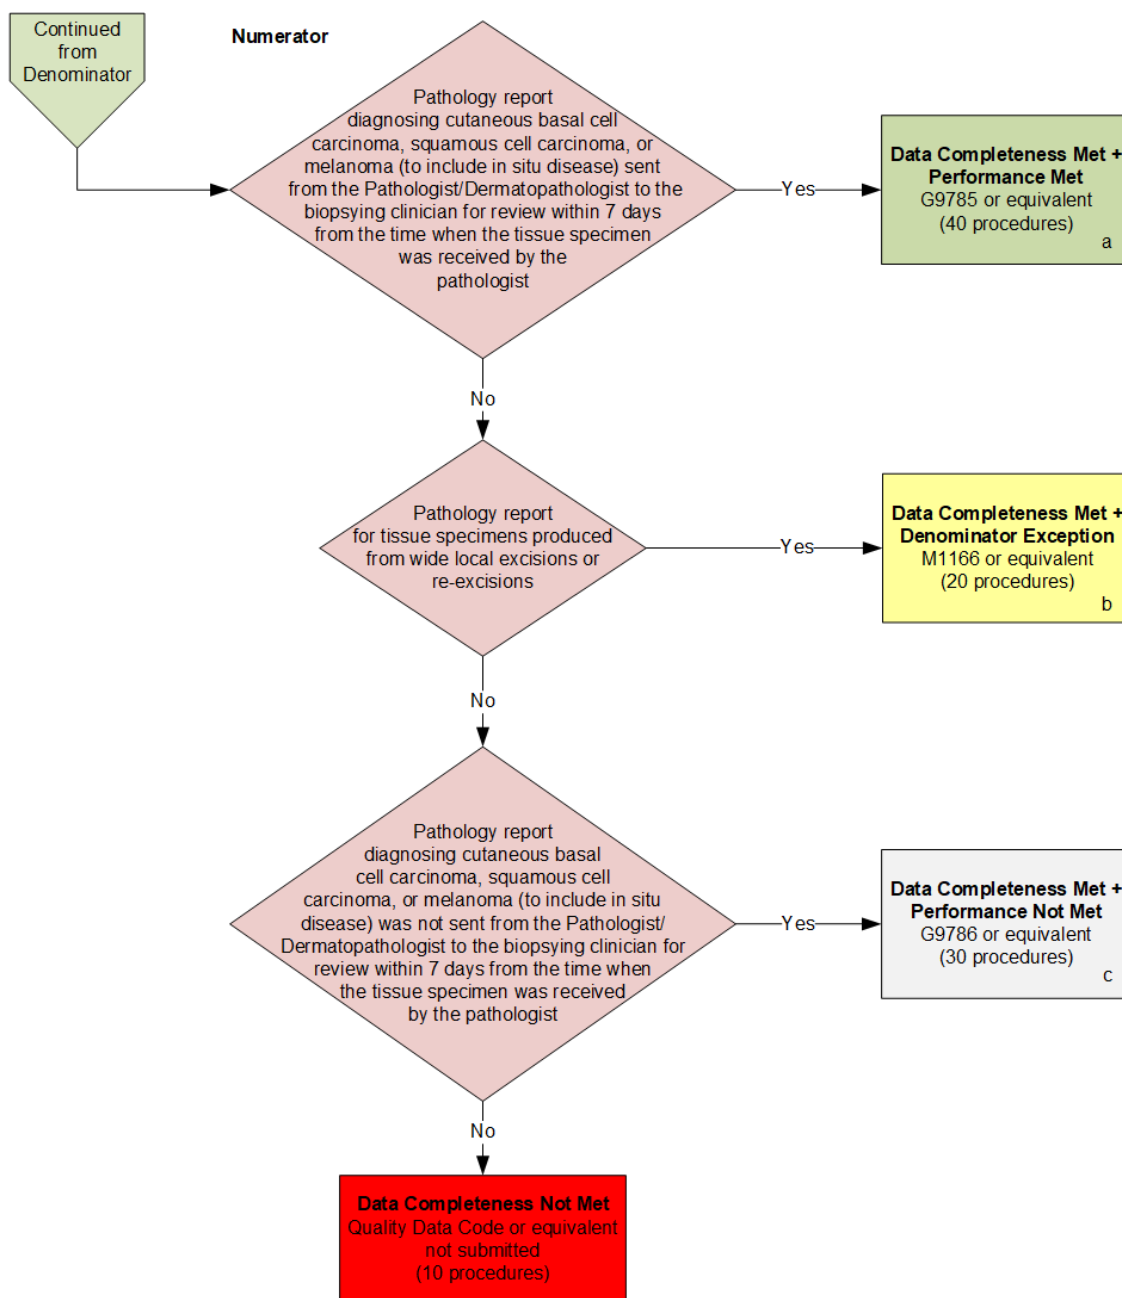 Continued
from
Denominator
Numerator
Pathology report
diagnosing cutaneous basal cell
carcinoma, squamous cell carcinoma, or
melanoma (to include in situ disease) sent
from the Pathologist/Dermatopathologist to the
biopsying clinician for review within 7 days
from the time when the tissue specimen
was received by the
pathologist
Yes
Data Completeness Met +
Performance Met
G9785 or equivalent
(40 procedures)
a
No
Pathology report
for tissue specimens produced
from wide local excisions or
re-excisions
Yes
Data Completeness Met +
Denominator Exception
M1166 or equivalent
(20 procedures)
b
No
Pathology report
diagnosing cutaneous basal
cell carcinoma, squamous cell
carcinoma, or melanoma (to include in situ
disease) was not sent from the Pathologist/
Dermatopathologist to the biopsying clinician for
review within 7 days from the time when
the tissue specimen was received
by the pathologist
Yes
Data Completeness Met +
Performance Not Met
G9786 or equivalent
(30 procedures)
c
No
Data Completeness Not Met
Quality Data Code or equivalent
not submitted
(10 procedures)